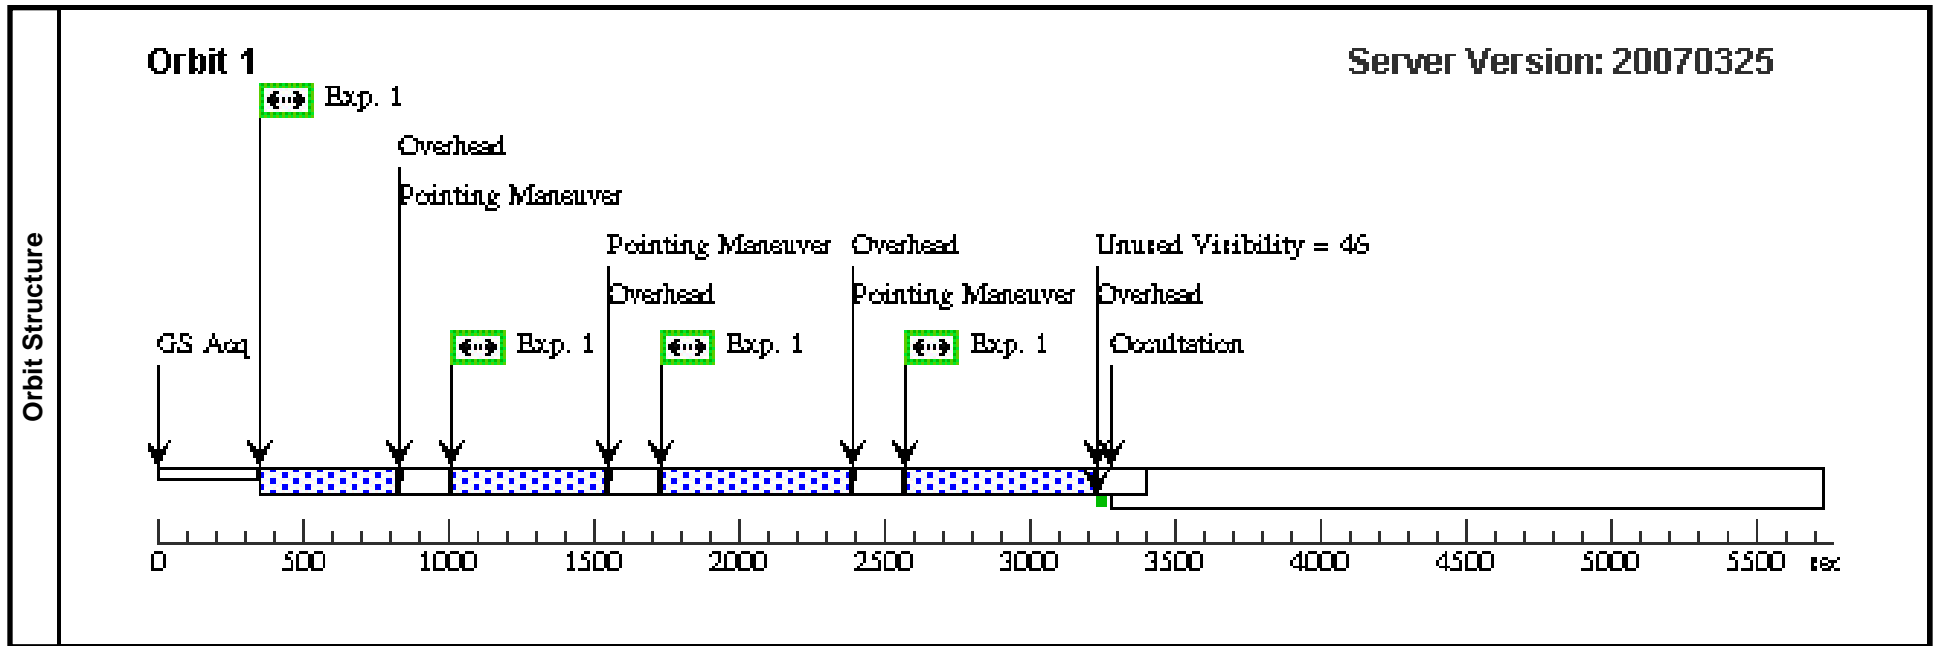 Orbit Structure
Orbit 1
Server Version: 20070325
Exp. 1
Overhead
Pointing Maneuver
Pointing Maneuver
Overhead
Unused Visibility = 46
Overhead
Pointing Maneuver
Overhead
GS Acq
Exp. 1
Exp. 1
Exp. 1
Occultation
0
500
1000
1500
2000
2500
3000
3500
4000
4500
5000
5500
sec